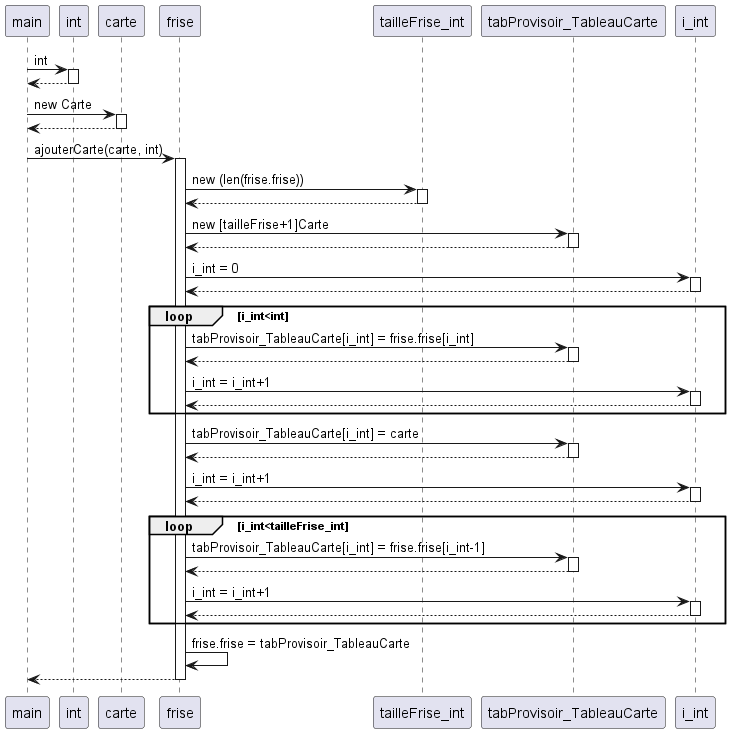 main int carte frise tailleFrise_int tabProvisoir_TableauCarte i_int
int
new Carte
ajouterCarte(carte, int)
new (len(frise.frise))
new [tailleFrise+1]Carte
i_int = 0
loop [i_int<int]
tabProvisoir_TableauCarte[i_int] = frise.frise[i_int]
i_int = i_int+1
tabProvisoir_TableauCarte[i_int] = carte
i_int = i_int+1
loop [i_int<tailleFrise_int]
tabProvisoir_TableauCarte[i_int] = frise.frise[i_int-1]
i_int = i_int+1
frise.frise = tabProvisoir_TableauCarte
main int carte frise tailleFrise_int tabProvisoir_TableauCarte i_int